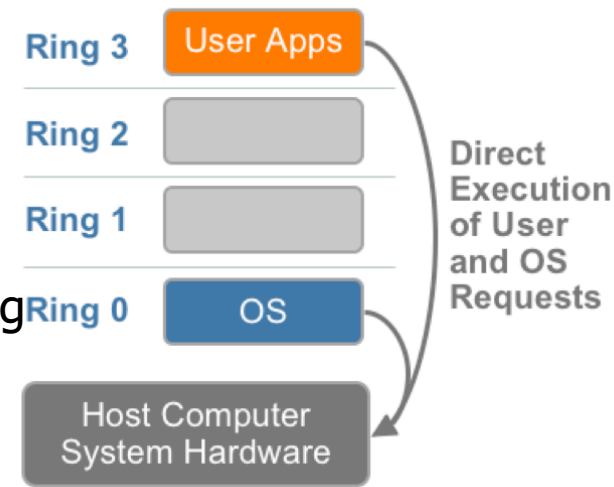 Ring 3
User Apps
Ring 2
Ring 1
Direct
Execution
of User
and OS
Requests
g
Ring 0
OS
Host Computer
System Hardware